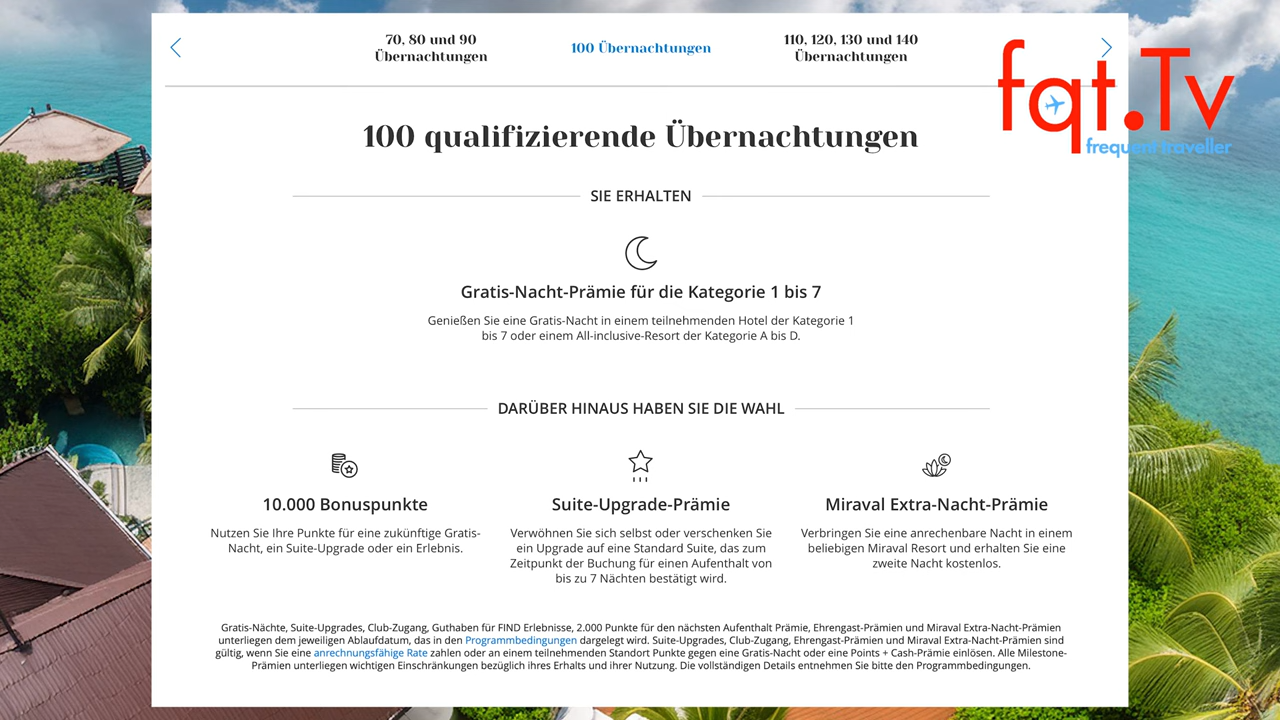 70, 80 und 90
Übernachtungen
100 Übernachtungen
110, 120, 130 und 140
Übernachtungen
fqt.Tv
frequent traveller
100 qualifizierende Übernachtungen
SIE ERHALTEN
Gratis-Nacht-Prämie für die Kategorie 1 bis 7
Genießen Sie eine Gratis-Nacht in einem teilnehmenden Hotel der Kategorie 1
bis 7 oder einem All-inclusive-Resort der Kategorie A bis D.
DARÜBER HINAUS HABEN SIE DIE WAHL
10.000 Bonuspunkte
Nutzen Sie Ihre Punkte für eine zukünftige Gratis-
Nacht, ein Suite-Upgrade oder ein Erlebnis.
Suite-Upgrade-Prämie
Verwöhnen Sie sich selbst oder verschenken Sie
ein Upgrade auf eine Standard Suite, das zum
Zeitpunkt der Buchung für einen Aufenthalt von
bis zu 7 Nächten bestätigt wird.
Miraval Extra-Nacht-Prämie
Verbringen Sie eine anrechenbare Nacht in einem
beliebigen Miraval Resort und erhalten Sie eine
zweite Nacht kostenlos.
Gratis-Nächte, Suite-Upgrades, Club-Zugang, Guthaben für FIND Erlebnisse, 2.000 Punkte für den nächsten Aufenthalt Prämie, Ehrengast-Prämien und Miraval Extra-Nacht-Prämien
unterliegen dem jeweiligen Ablaufdatum, das in den Programmbedingungen dargelegt wird. Suite-Upgrades, Club-Zugang, Ehrengast-Prämien und Miraval Extra-Nacht-Prämien sind
gültig, wenn Sie eine anrechnungsfähige Rate zahlen oder an einem teilnehmenden Standort Punkte gegen eine Gratis-Nacht oder eine Points + Cash-Prämie einlösen. Alle Milestone-
Prämien unterliegen wichtigen Einschränkungen bezüglich ihres Erhalts und ihrer Nutzung. Die vollständigen Details entnehmen Sie bitte den Programmbedingungen.